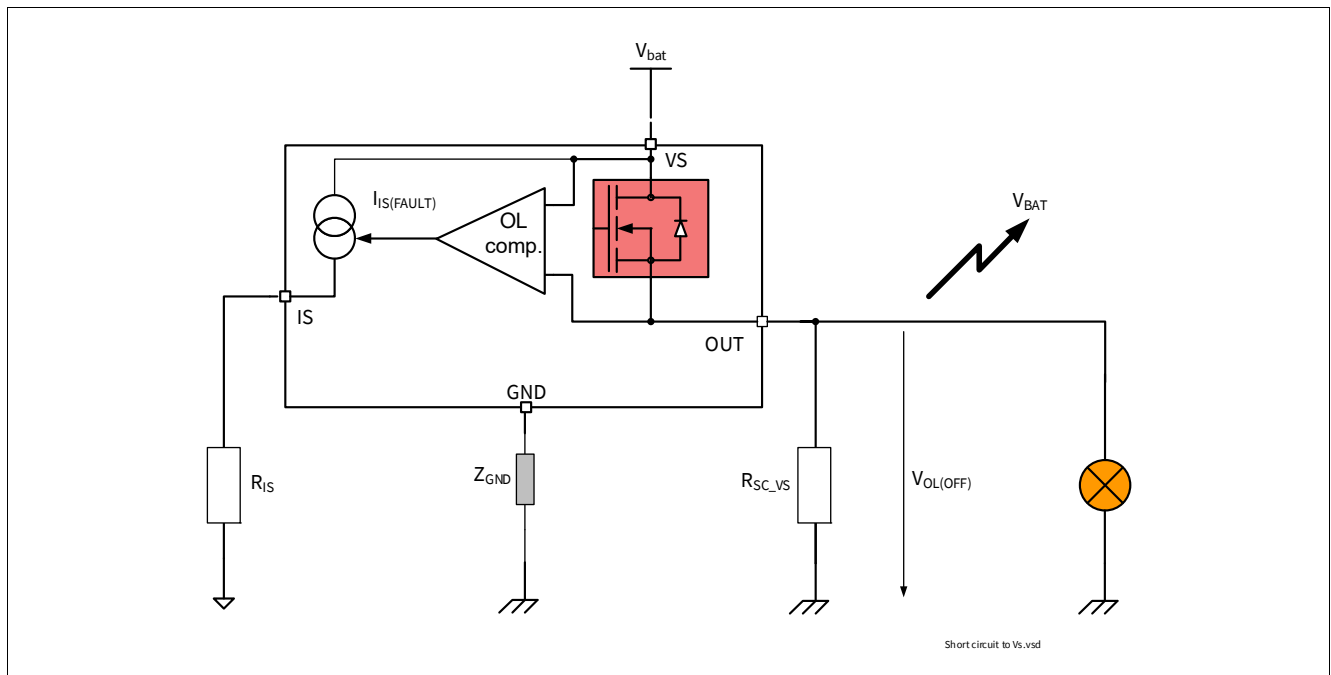 Vbat
VS
IIS(FAULT)
OL
comp.
VBAT
IS
OUT
GND
ZGND
RIS
RSC_VS
VOL(OFF)
Short circuit to Vs.vsd